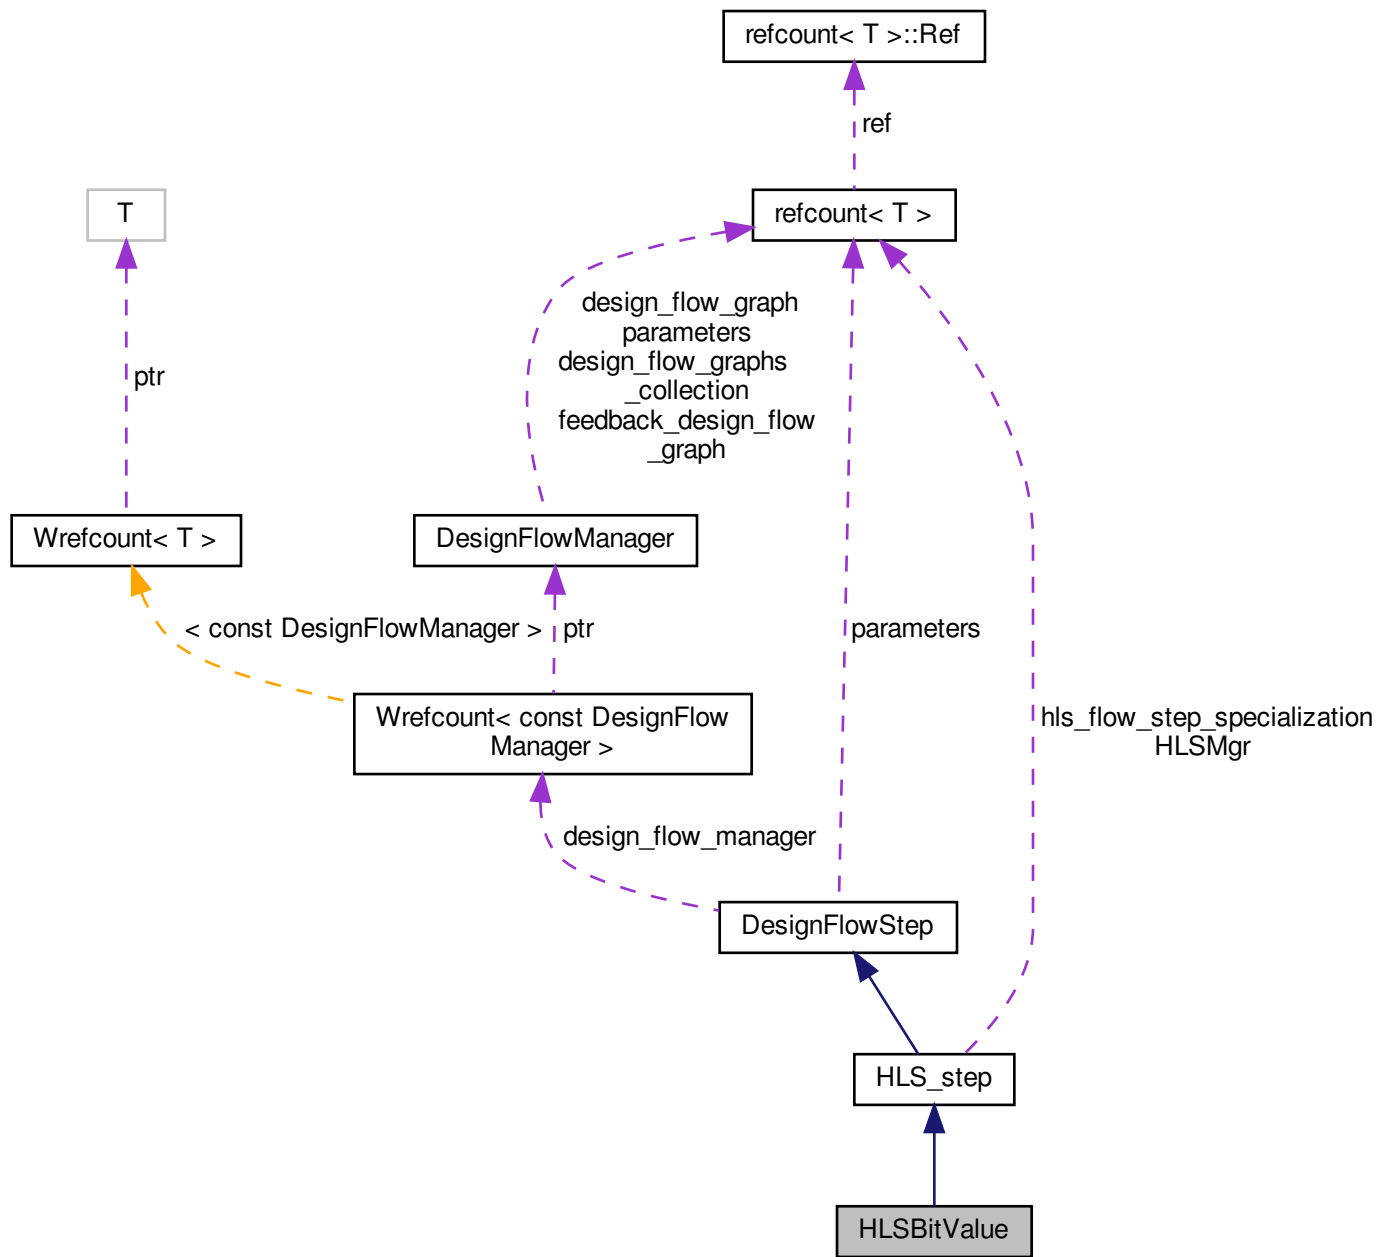 refcount< T >::Ref
ref
T
refcount< T >
design_flow_graph
parameters
design_flow_graphs
_collection
feedback_design_flow
_graph
ptr
Wrefcount< T >
DesignFlowManager
< const DesignFlowManager >
ptr
parameters
Wrefcount< const DesignFlow
Manager >
hls_flow_step_specialization
HLSMgr
design_flow_manager
DesignFlowStep
HLS_step
HLSBitValue